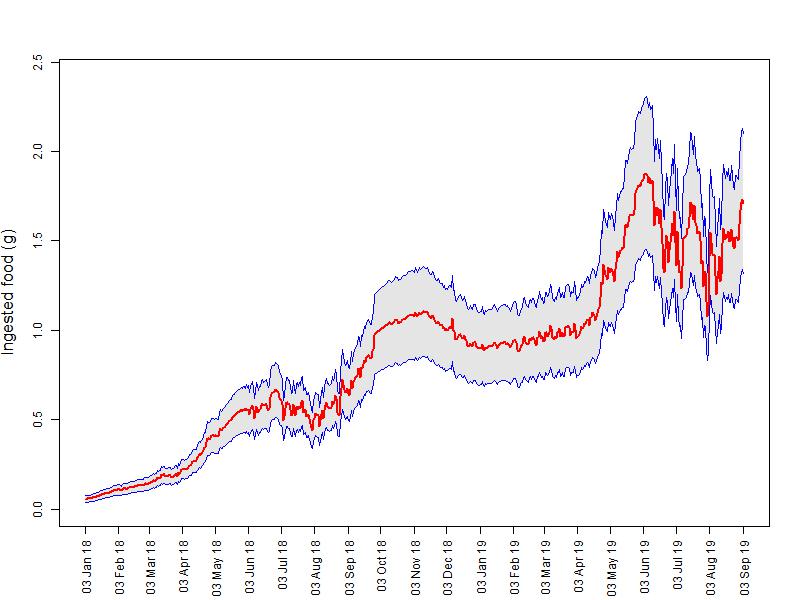 Ingested food (g)
2.5
2.0
1.5
1.0
0.5
0.0
03 Jan 18
03 Feb 18
03 Mar 18
03 Apr 18
03 May 18
03 Jun 18
03 Jul 18
03 Aug 18
03 Sep 18
03 Oct 18
03 Nov 18
03 Dec 18
03 Jan 19
03 Feb 19
03 Mar 19
03 Apr 19
03 May 19
03 Jun 19
03 Jul 19
03 Aug 19
03 Sep 19